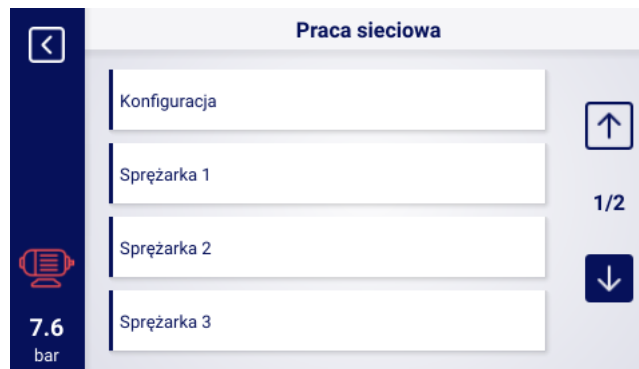 Praca sieciowa
Konfiguracja
Sprężarka 1
Sprężarka 2
Sprężarka 3
1/2
7.6
bar